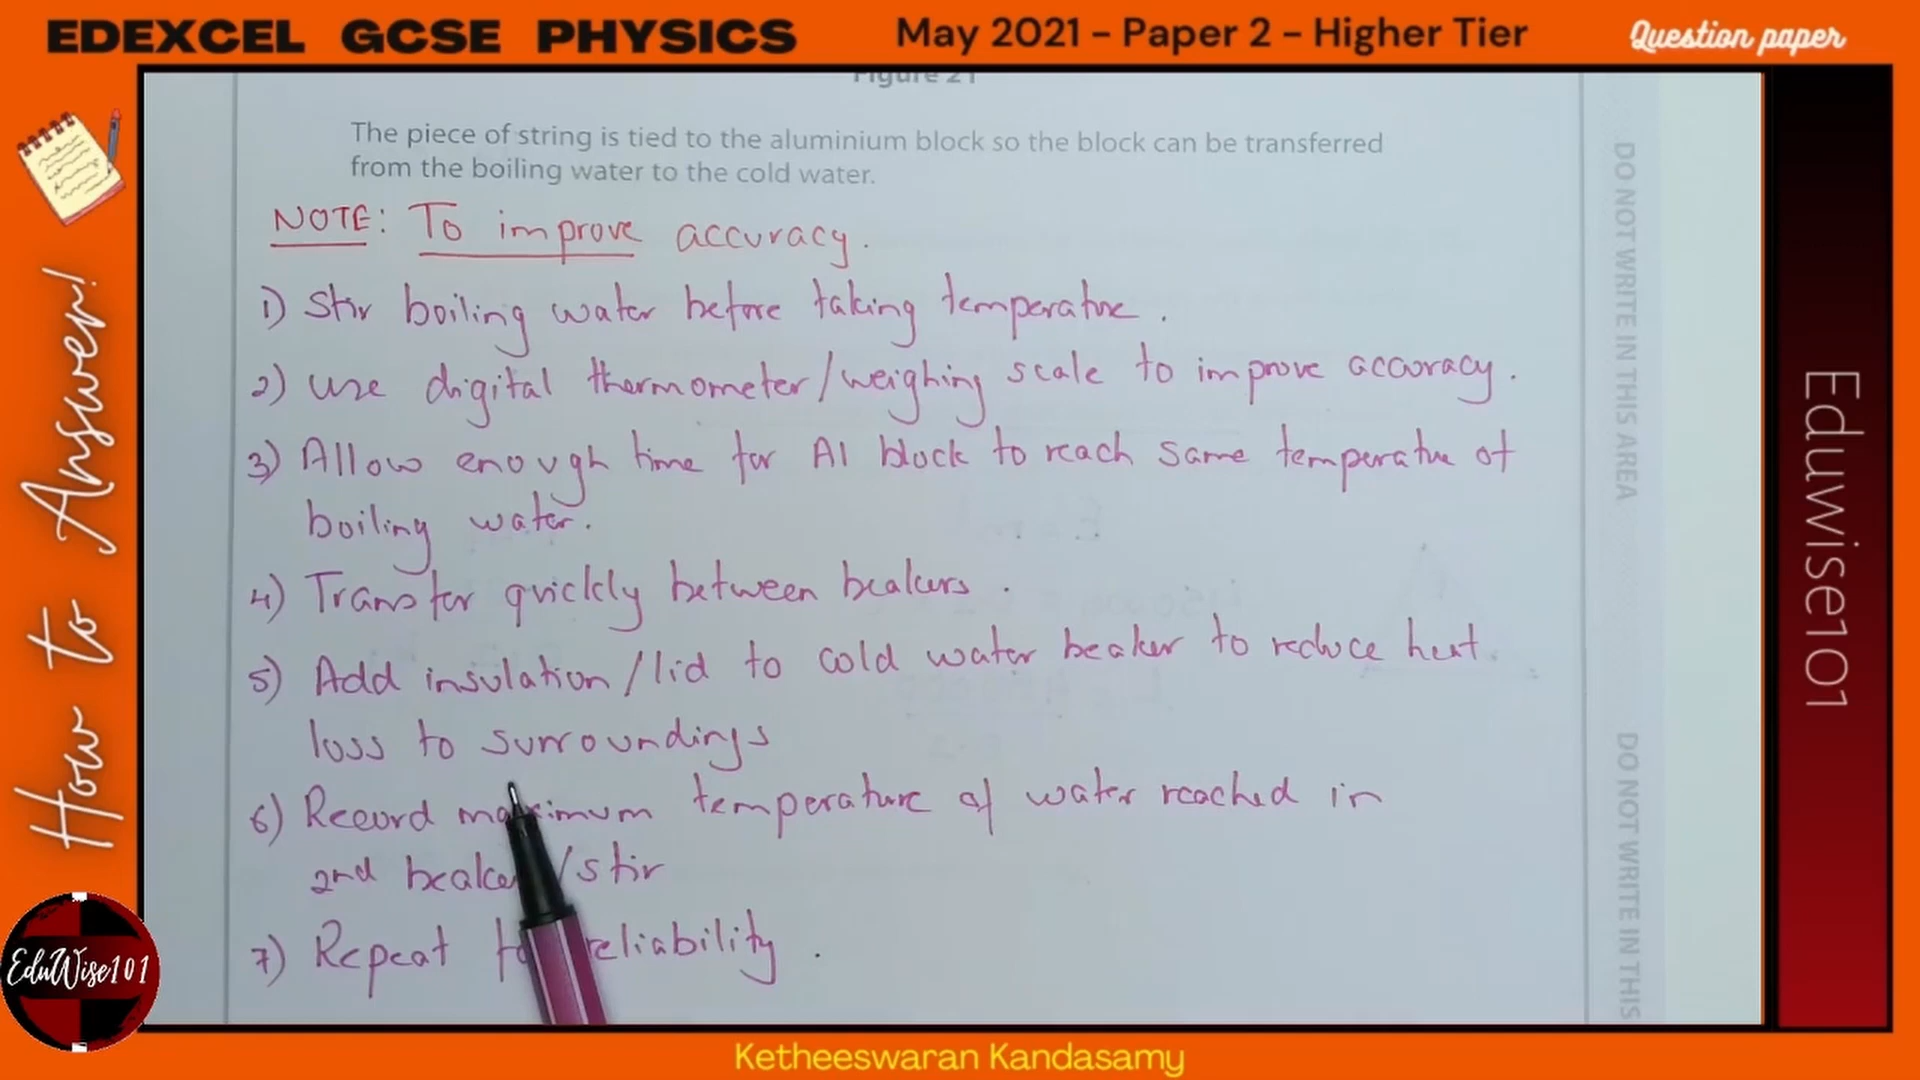 EDEXCEL GCSE PHYSICS
May 2021 - Paper 2 - Higher Tier
Question paper
How to Answer!
Figure 21
The piece of string is tied to the aluminium block so the block can be transferred
from the boiling water to the cold water.
NOTE: To improve accuracy.
1) Stir boiling water before taking temperature.
2) Use digital thermometer/weighing scale to improve accuracy.
3) Allow enough time for Al block to reach same temperature of
boiling water.
4) Transfer quickly between beakers.
5) Add insulation/lid to cold water beaker to reduce heat
loss to surroundings
6) Record maximum temperature of water reached in
2nd beaker/stir
7) Repeat for reliability.
DO NOT WRITE IN THIS AREA
DO NOT WRITE IN THIS
Eduwise101
EduWise101
Ketheeswaran Kandasamy